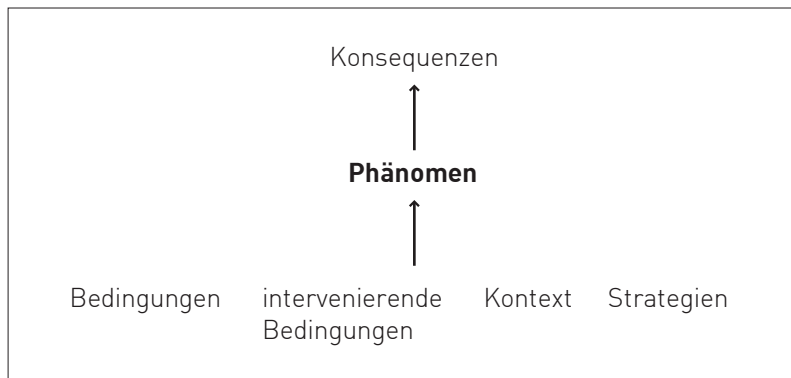 Konsequenzen
Phänomen
Bedingungen intervenierende Kontext Strategien
Bedingungen